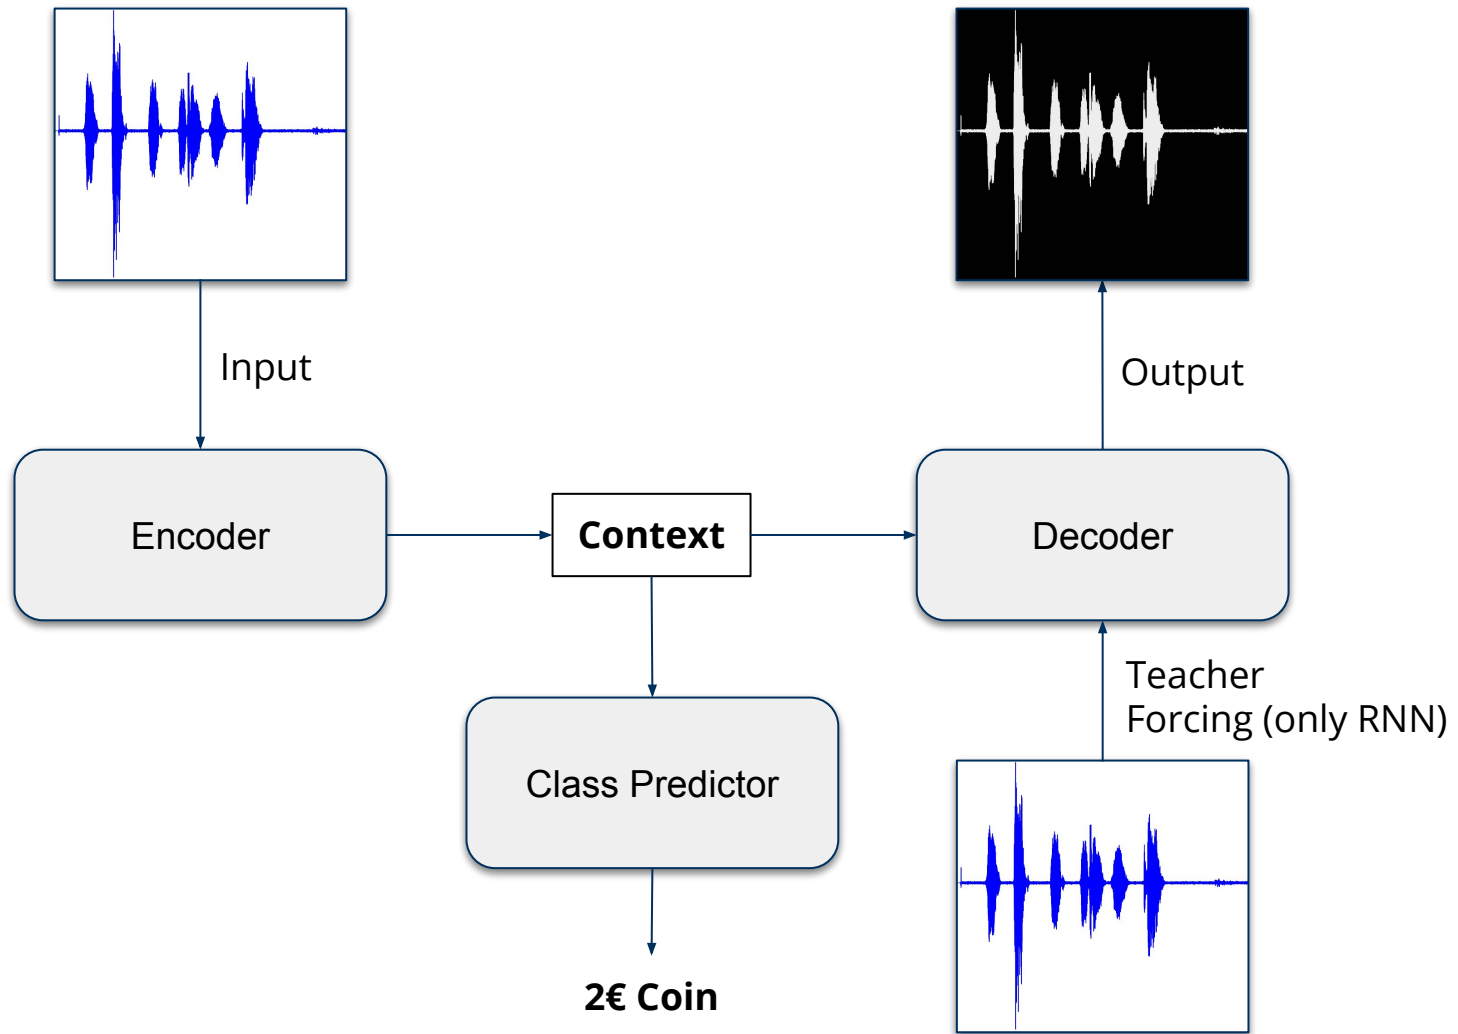 Input
Output
Encoder
Context
Decoder
Teacher
Forcing (only RNN)
Class Predictor
2€ Coin